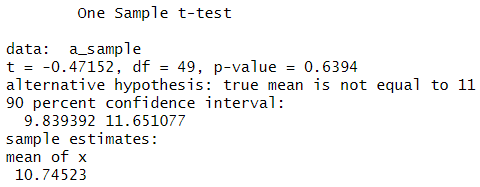 One Sample t-test
data:  a_sample
t = -0.47152, df = 49, p-value = 0.6394
alternative hypothesis: true mean is not equal to 11
90 percent confidence interval:
9.839392 11.651077
sample estimates:
mean of x
10.74523